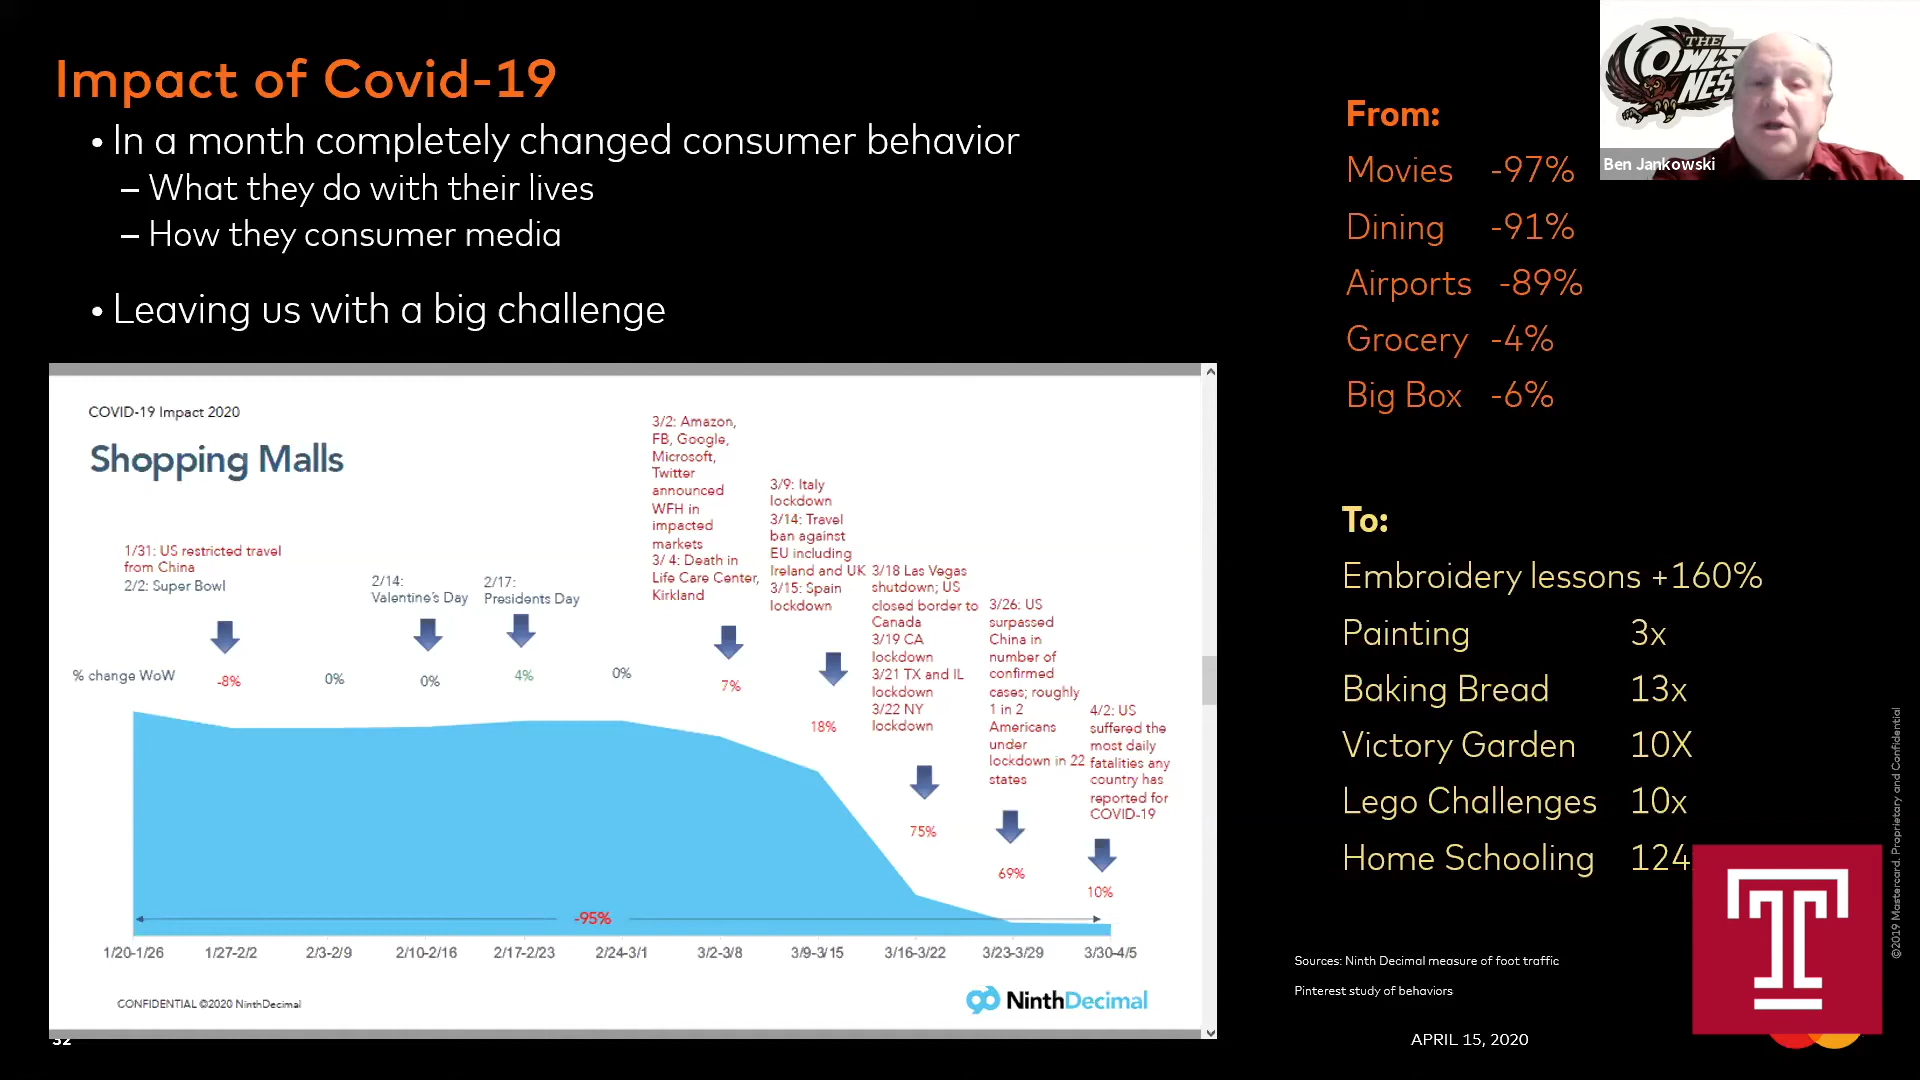 Impact of Covid-19
• In a month completely changed consumer behavior
– What they do with their lives
– How they consumer media
• Leaving us with a big challenge
COVID-19 Impact 2020
Shopping Malls
1/31: US restricted travel
from China
2/2: Super Bowl
2/14:
Valentine's Day
2/17:
Presidents Day
3/2: Amazon,
FB, Google,
Microsoft,
Twitter
announced
WFH in
impacted
markets
3/ 4: Death in
Life Care Center,
Kirkland
3/9: Italy
lockdown
3/14: Travel
ban against
EU including
Ireland and UK
3/15: Spain
lockdown
3/18 Las Vegas
shutdown; US
closed border to
Canada
3/19 CA
lockdown
3/21 TX and IL
lockdown
3/22 NY
lockdown
3/26: US
surpassed
China in
number of
confirmed
cases; roughly
1 in 2
Americans
under
lockdown in 22
states
4/2: US
suffered the
most daily
fatalities any
country has
reported for
COVID-19
% change WoW -8% 0% 0% 4% 0% 7% 18% 75% 69% 10%
-95%
1/20-1/26 1/27-2/2 2/3-2/9 2/10-2/16 2/17-2/23 2/24-3/1 3/2-3/8 3/9-3/15 3/16-3/22 3/23-3/29 3/30-4/5
CONFIDENTIAL ©2020 NinthDecimal
NinthDecimal
32
From:
Movies -97%
Dining -91%
Airports -89%
Grocery -4%
Big Box -6%
To:
Embroidery lessons +160%
Painting 3x
Baking Bread 13x
Victory Garden 10X
Lego Challenges 10x
Home Schooling 124
Sources: Ninth Decimal measure of foot traffic
Pinterest study of behaviors
APRIL 15, 2020
©2019 Mastercard. Proprietary and Confidential
THE
OWL'S
NES
Ben Jankowski
T